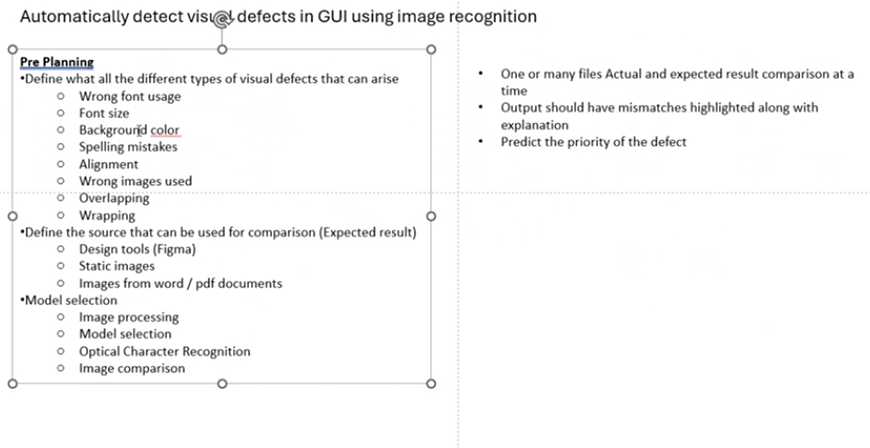 Automatically detect visual defects in GUI using image recognition
Pre Planning
•Define what all the different types of visual defects that can arise
o Wrong font usage
o Font size
o Background color
o Spelling mistakes
o Alignment
o Wrong images used
o Overlapping
o Wrapping
•Define the source that can be used for comparison (Expected result)
o Design tools (Figma)
o Static images
o Images from word / pdf documents
•Model selection
o Image processing
o Model selection
o Optical Character Recognition
o Image comparison
• One or many files Actual and expected result comparison at a
time
• Output should have mismatches highlighted along with
explanation
• Predict the priority of the defect